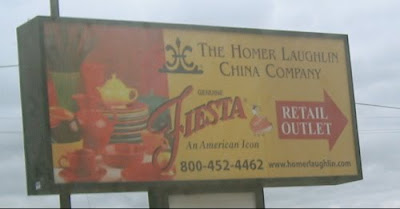 THE HOMER LAUGHLIN
CHINA COMPANY
GENUINE
FIESTA
An American Icon
RETAIL
OUTLET
800-452-4462
www.homerlaughlin.com